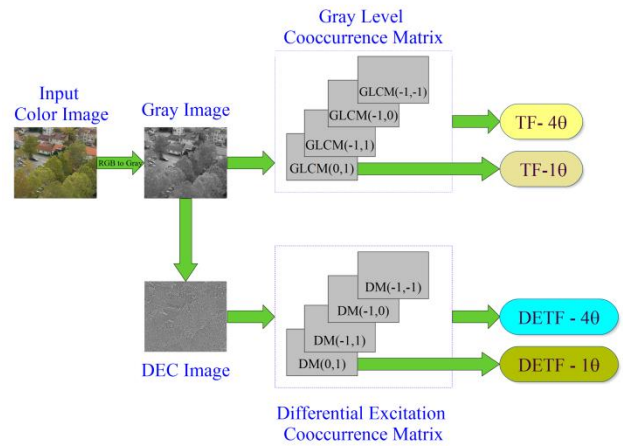 Gray Level
Cooccurrence Matrix
Input
Color Image
Gray Image
RGB to Gray
GLCM(-1,-1)
GLCM(-1,0)
GLCM(-1,1)
GLCM(0,1)
TF- 4θ
TF-1θ
DEC Image
DM(-1,-1)
DM(-1,0)
DM(-1,1)
DM(0,1)
DETF - 4θ
DETF - 1θ
Differential Excitation
Cooccurrence Matrix